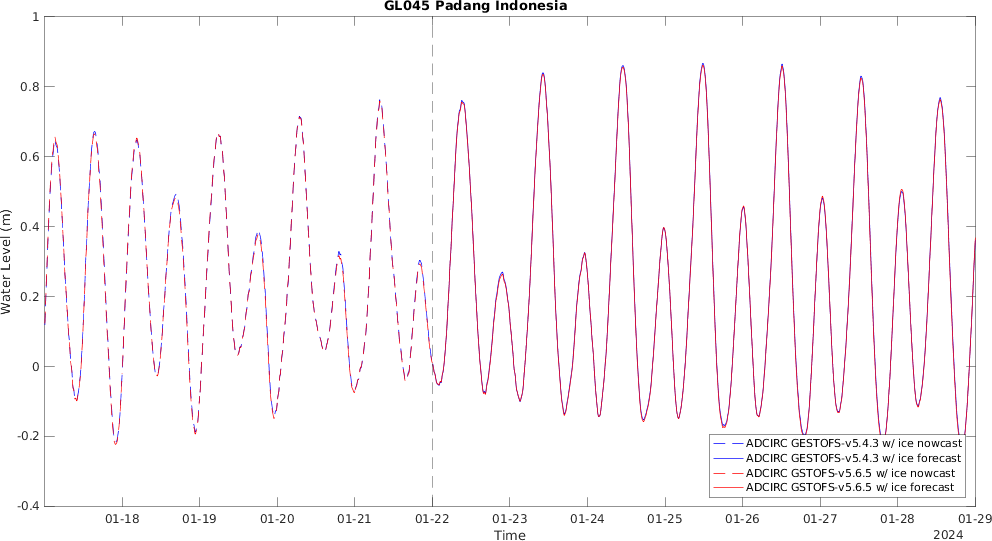 GL045 Padang Indonesia
1
0.8
0.6
0.4
0.2
0
-0.2
-0.4
Water Level (m)
ADCIRC GESTOFS-v5.4.3 w/ ice nowcast
ADCIRC GESTOFS-v5.4.3 w/ ice forecast
ADCIRC GSTOFS-v5.6.5 w/ ice nowcast
ADCIRC GSTOFS-v5.6.5 w/ ice forecast
01-18 01-19 01-20 01-21 01-22 01-23 01-24 01-25 01-26 01-27 01-28 01-29
Time
2024